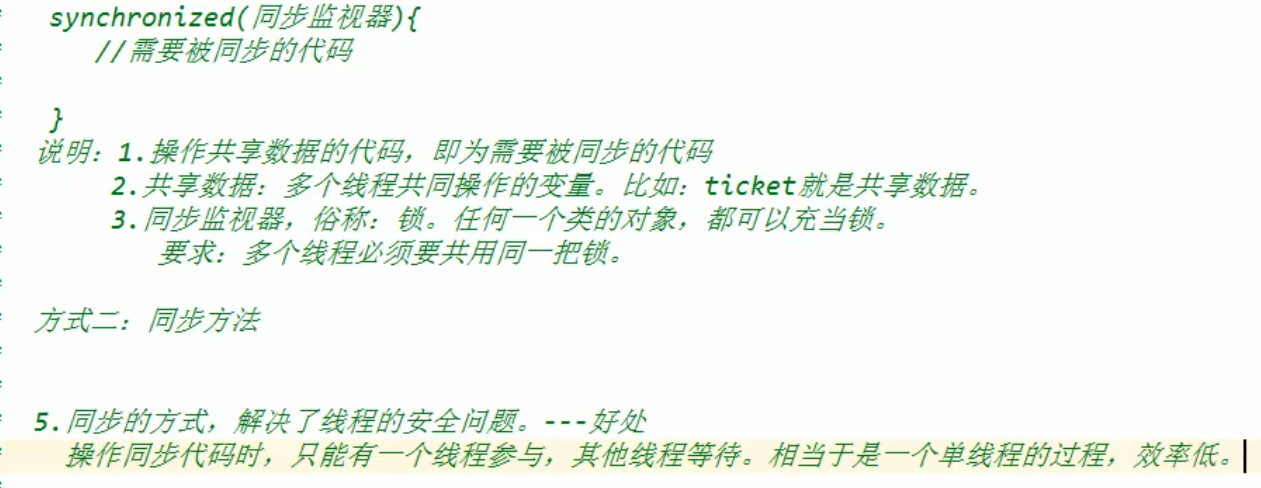 * synchronized(同步监视器){
* //需要被同步的代码
*
* }
* 说明：1.操作共享数据的代码，即为需要被同步的代码
* 2.共享数据：多个线程共同操作的变量。比如：ticket就是共享数据。
* 3.同步监视器，俗称：锁。任何一个类的对象，都可以充当锁。
* 要求：多个线程必须要共用同一把锁。
*
* 方式二：同步方法
*
*
* 5.同步的方式，解决了线程的安全问题。---好处
* 操作同步代码时，只能有一个线程参与，其他线程等待。相当于是一个单线程的过程，效率低。
*